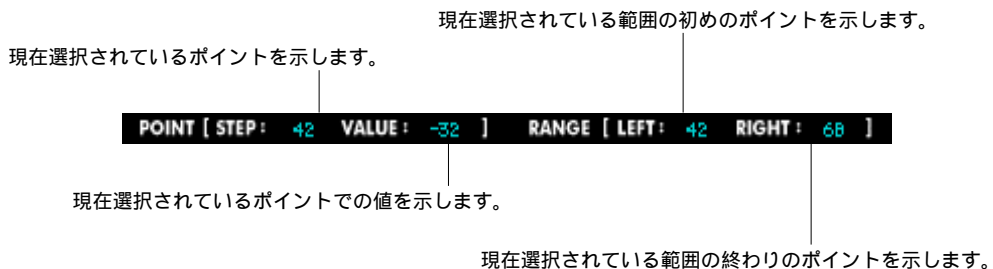 現在選択されている範囲の初めのポイントを示します。
現在選択されているポイントを示します。
POINT [ STEP: 42 VALUE: -32 ] RANGE [ LEFT: 42 RIGHT: 68 ]
現在選択されているポイントでの値を示します。
現在選択されている範囲の終わりのポイントを示します。